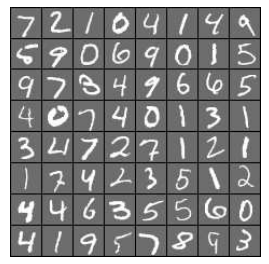 7 2 1 0 4 1 4 9
5 9 0 6 9 0 1 5
9 7 3 4 9 6 6 5
4 0 7 4 0 1 3 1
3 4 7 2 7 1 2 1
1 7 4 2 3 5 1 2
4 4 6 3 5 5 6 0
4 1 9 5 7 8 9 3